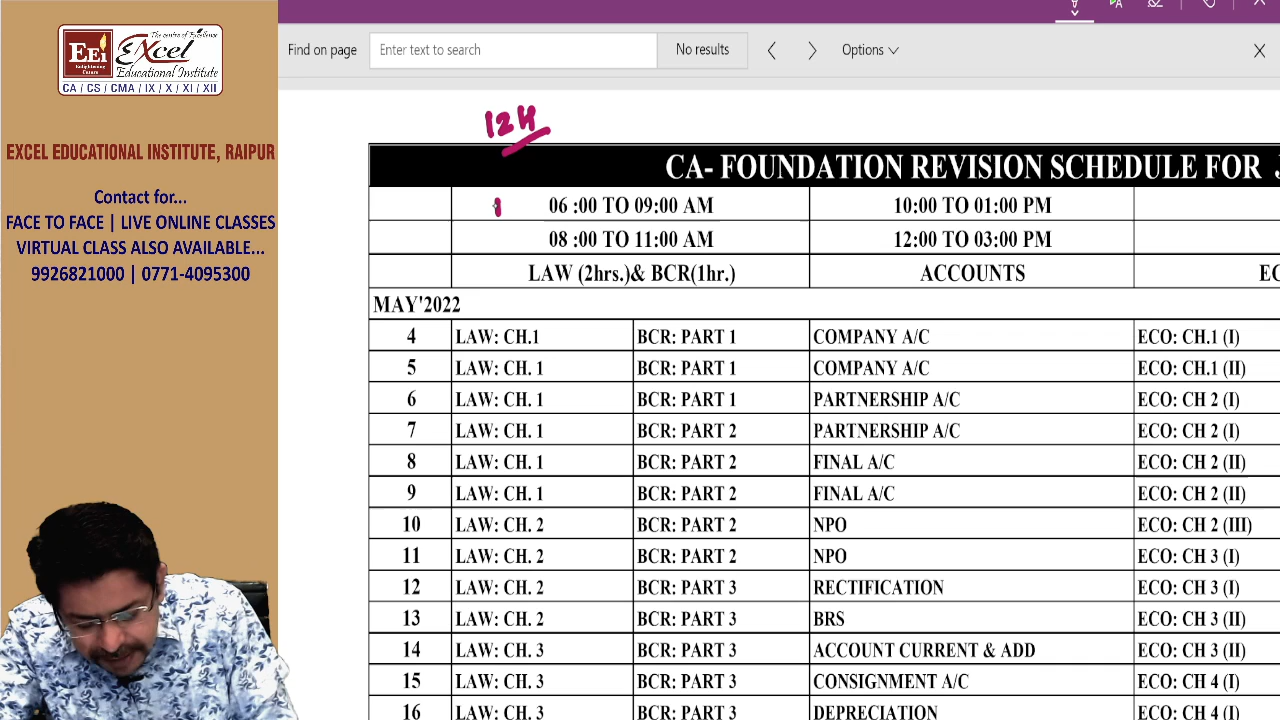 The centre of Excellence
EEi
Enlightening Careers
Excel
Educational Institute
CA / CS / CMA / IX / X / XI / XII
EXCEL EDUCATIONAL INSTITUTE, RAIPUR
Contact for...
FACE TO FACE | LIVE ONLINE CLASSES
VIRTUAL CLASS ALSO AVAILABLE...
9926821000 | 0771-4095300
Find on page Enter text to search No results Options
12H
CA- FOUNDATION REVISION SCHEDULE FOR J
1 06 :00 TO 09:00 AM 10:00 TO 01:00 PM
08 :00 TO 11:00 AM 12:00 TO 03:00 PM
LAW (2hrs.)& BCR(1hr.) ACCOUNTS EC
MAY'2022
4 LAW: CH.1 BCR: PART 1 COMPANY A/C ECO: CH.1 (I)
5 LAW: CH. 1 BCR: PART 1 COMPANY A/C ECO: CH.1 (II)
6 LAW: CH. 1 BCR: PART 1 PARTNERSHIP A/C ECO: CH 2 (I)
7 LAW: CH. 1 BCR: PART 2 PARTNERSHIP A/C ECO: CH 2 (I)
8 LAW: CH. 1 BCR: PART 2 FINAL A/C ECO: CH 2 (II)
9 LAW: CH. 1 BCR: PART 2 FINAL A/C ECO: CH 2 (II)
10 LAW: CH. 2 BCR: PART 2 NPO ECO: CH 2 (III)
11 LAW: CH. 2 BCR: PART 2 NPO ECO: CH 3 (I)
12 LAW: CH. 2 BCR: PART 3 RECTIFICATION ECO: CH 3 (I)
13 LAW: CH. 2 BCR: PART 3 BRS ECO: CH 3 (II)
14 LAW: CH. 3 BCR: PART 3 ACCOUNT CURRENT & ADD ECO: CH 3 (II)
15 LAW: CH. 3 BCR: PART 3 CONSIGNMENT A/C ECO: CH 4 (I)
16 LAW: CH. 3 BCR: PART 3 DEPRECIATION ECO: CH 4 (I)